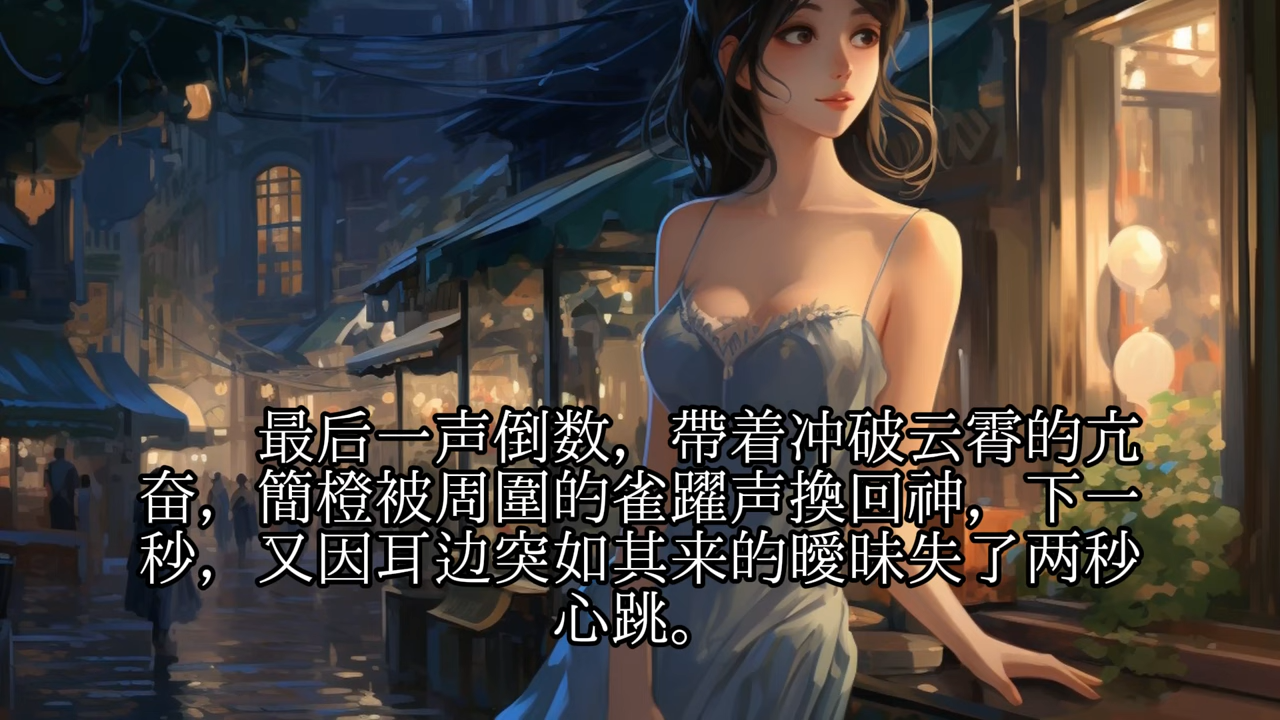 最后一声倒数，帶着冲破云霄的亢
奋，簡橙被周圍的雀躍声換回神，下一
秒，又因耳边突如其来的曖昧失了两秒
心跳。